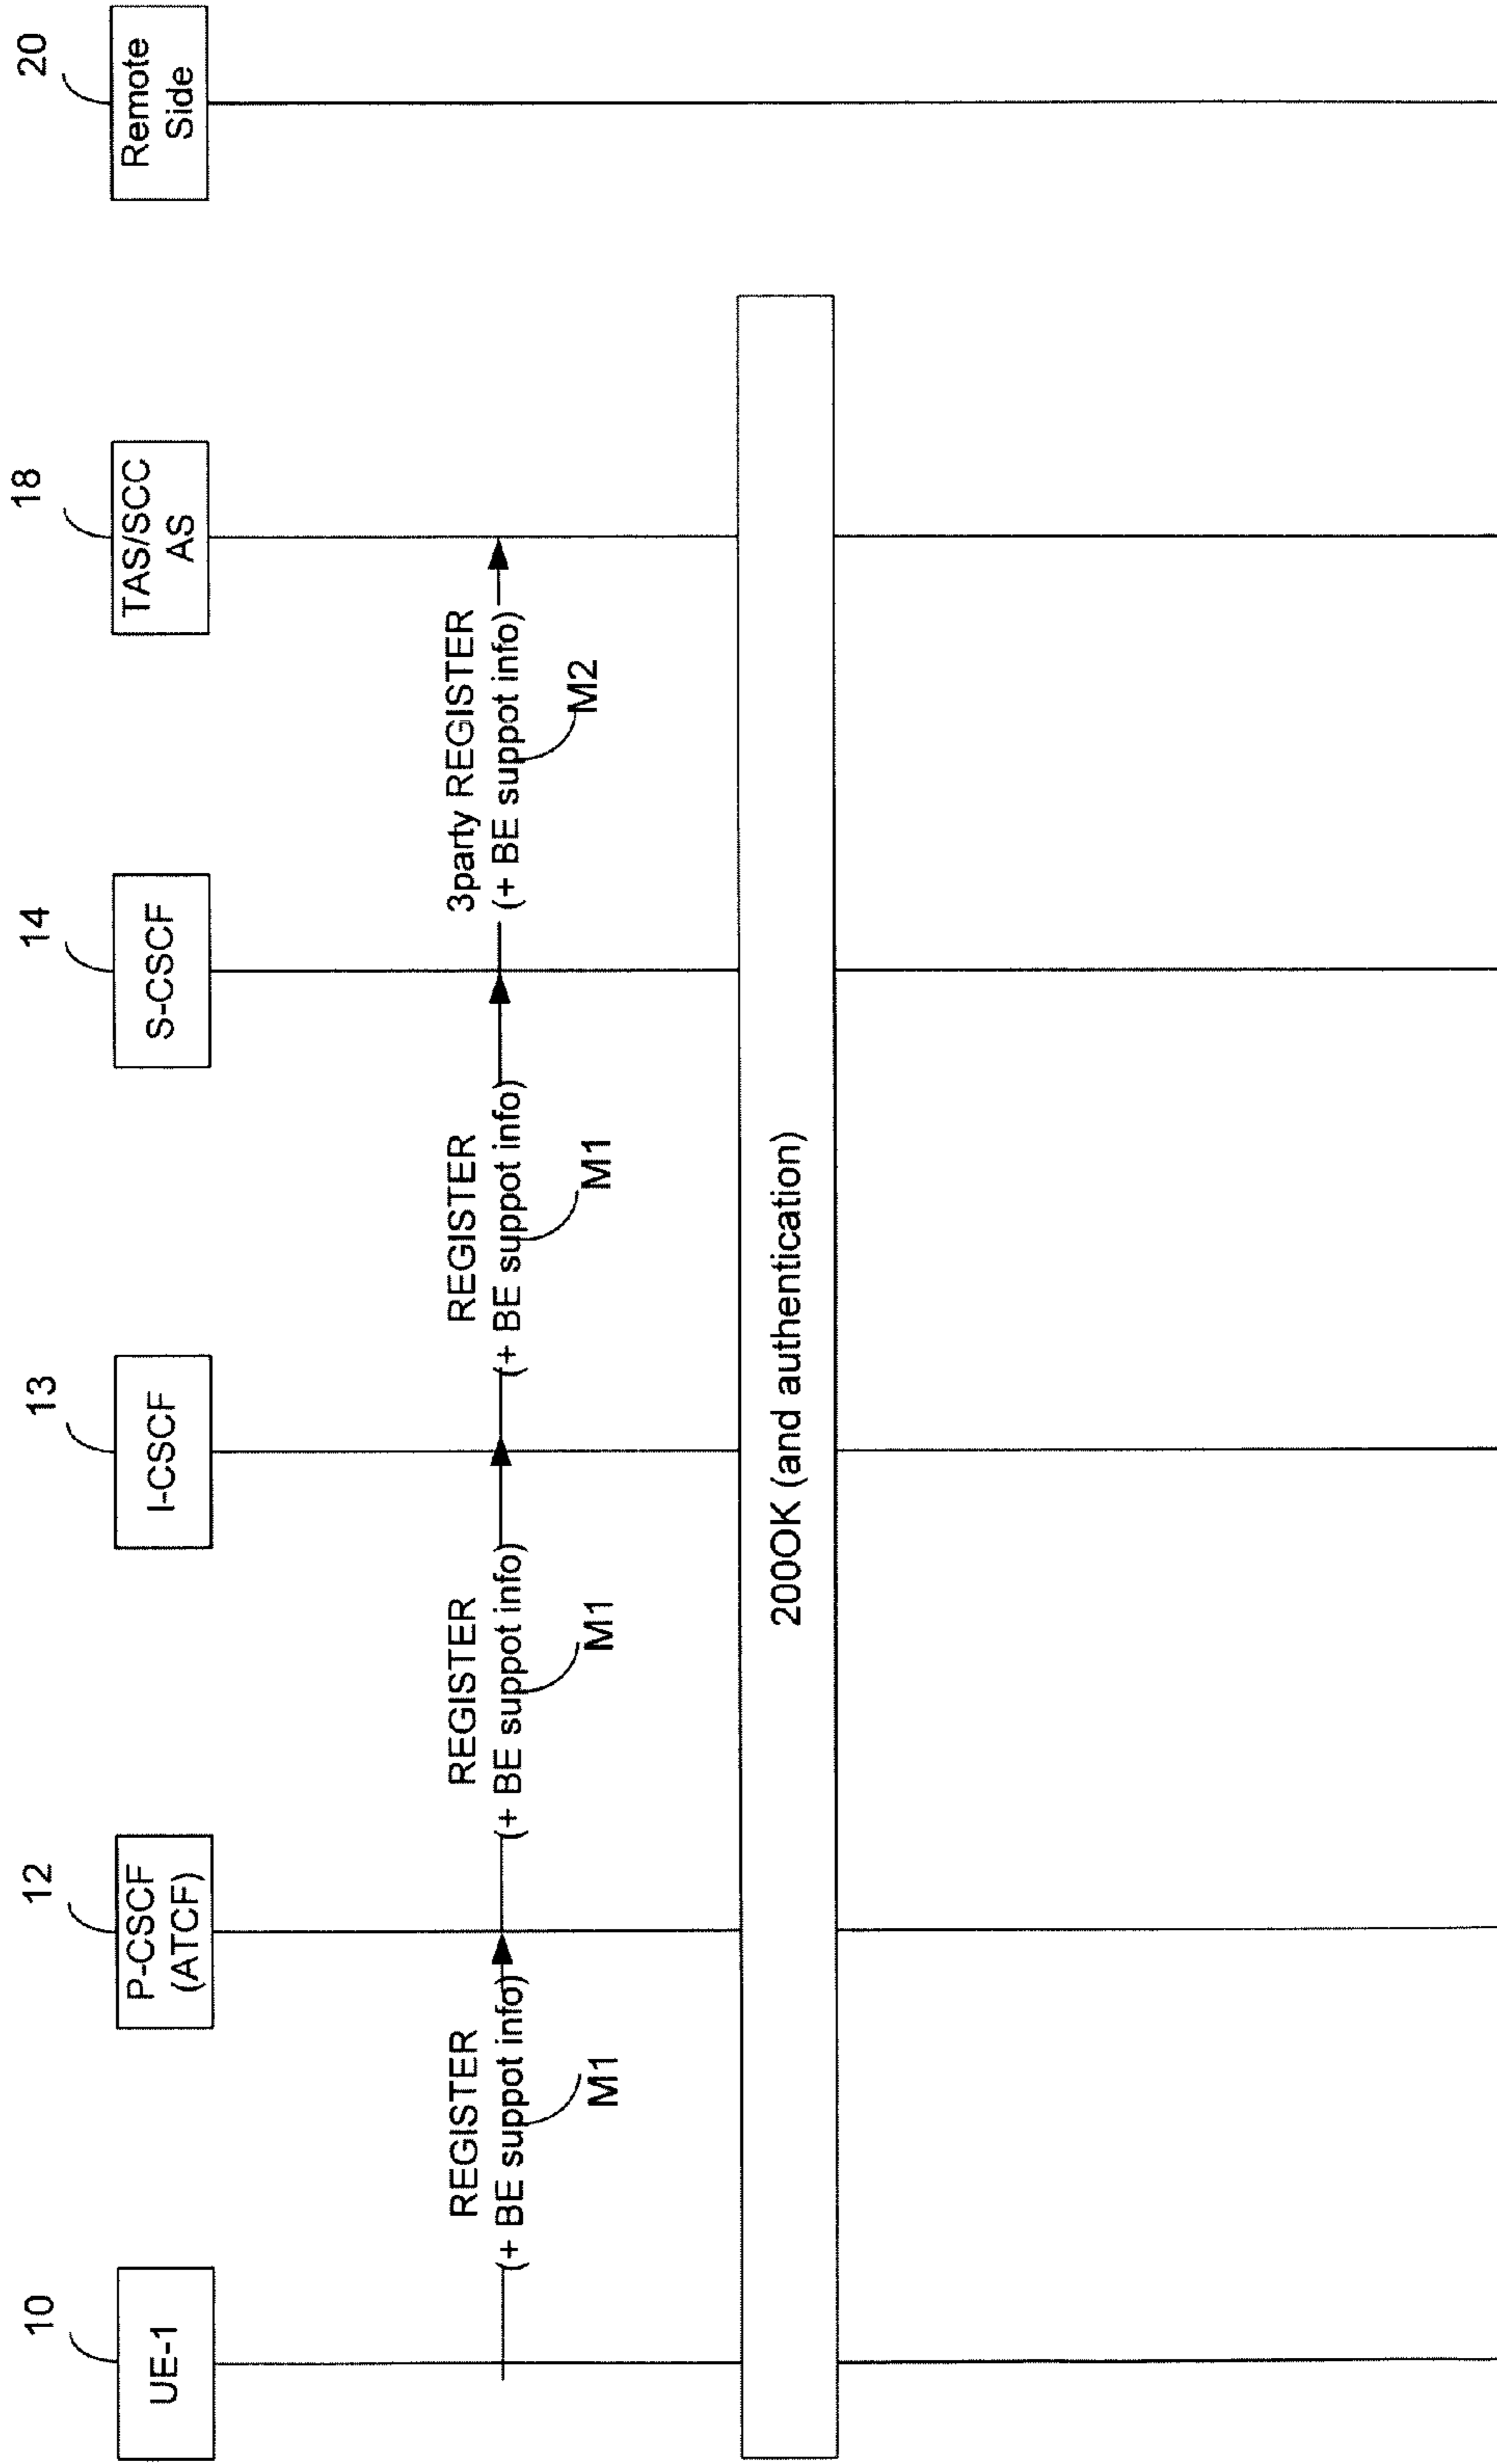 10
12
13
14
18
20
UE-1
P-CSCF
(ATCF)
I-CSCF
S-CSCF
TAS/SCC
AS
Remote
Side
REGISTER
(+ BE suppot info)
M1
REGISTER
(+ BE suppot info)
M1
REGISTER
(+ BE suppot info)
M1
3party REGISTER
(+ BE suppot info)
M2
200OK (and authentication)